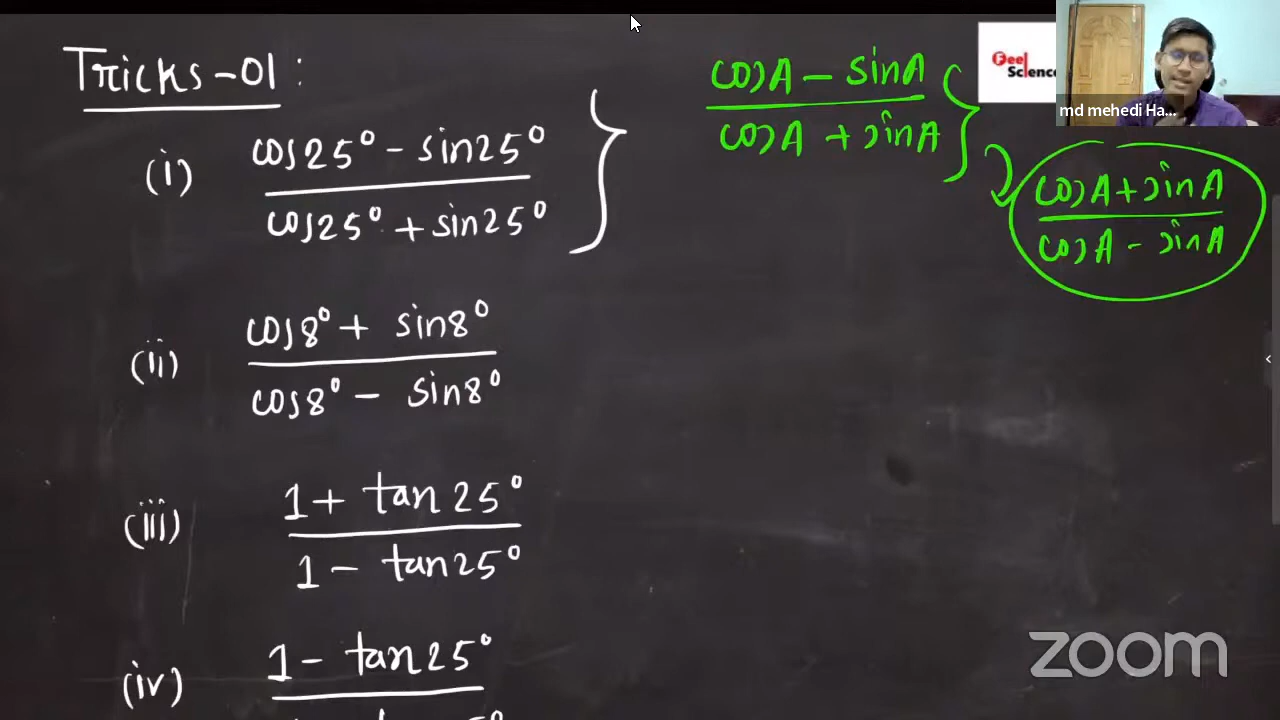 Tricks-01:
(i) cos25° - sin25°
cos25° + sin25°
(ii) cos8° + sin8°
cos8° - sin8°
(iii) 1 + tan25°
1 - tan25°
(iv) 1 - tan25°
cosA - sinA
cosA + sinA
cosA + sinA
cosA - sinA
Feel
Science
md mehedi Ha...
zoom